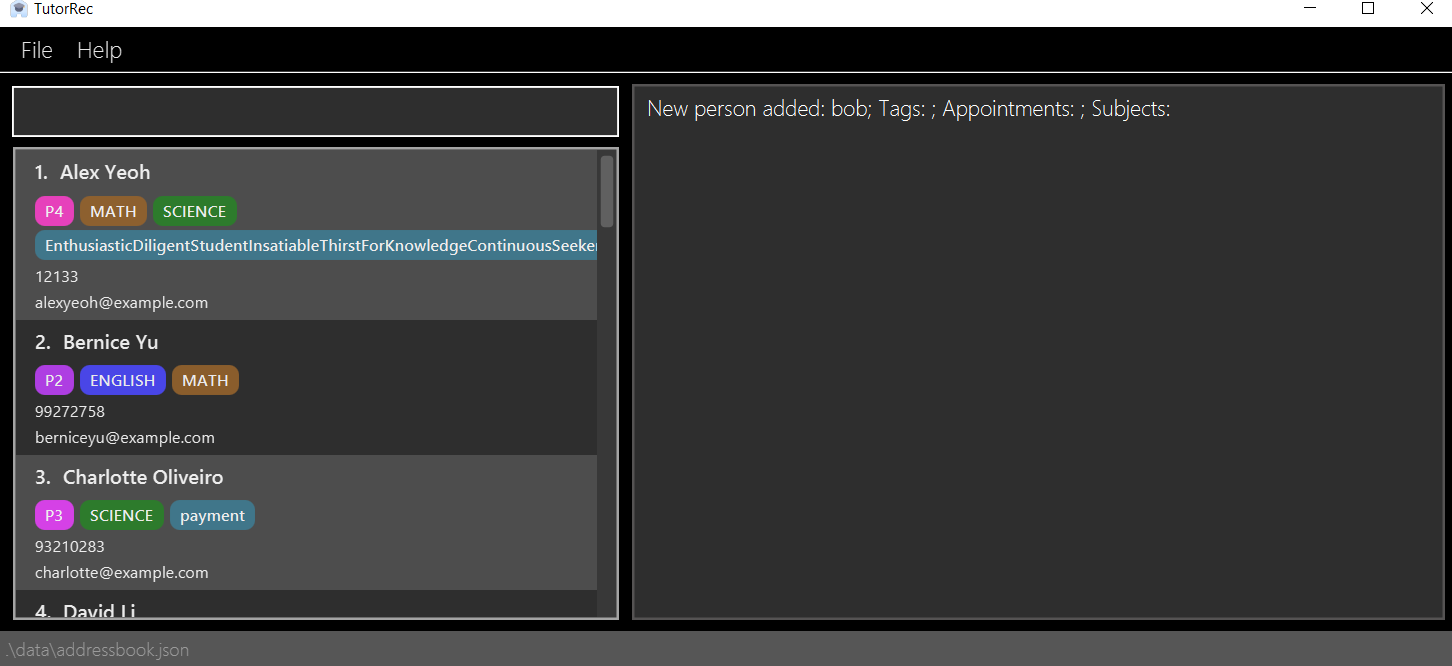 TutorRec
File Help
New person added: bob; Tags: ; Appointments: ; Subjects:
1. Alex Yeoh
P4 MATH SCIENCE
EnthusiasticDiligentStudentInsatiableThirstForKnowledgeContinuousSeeker
12133
alexyeoh@example.com
2. Bernice Yu
P2 ENGLISH MATH
99272758
berniceyu@example.com
3. Charlotte Oliveiro
P3 SCIENCE payment
93210283
charlotte@example.com
4. David Li
.\data\addressbook.json